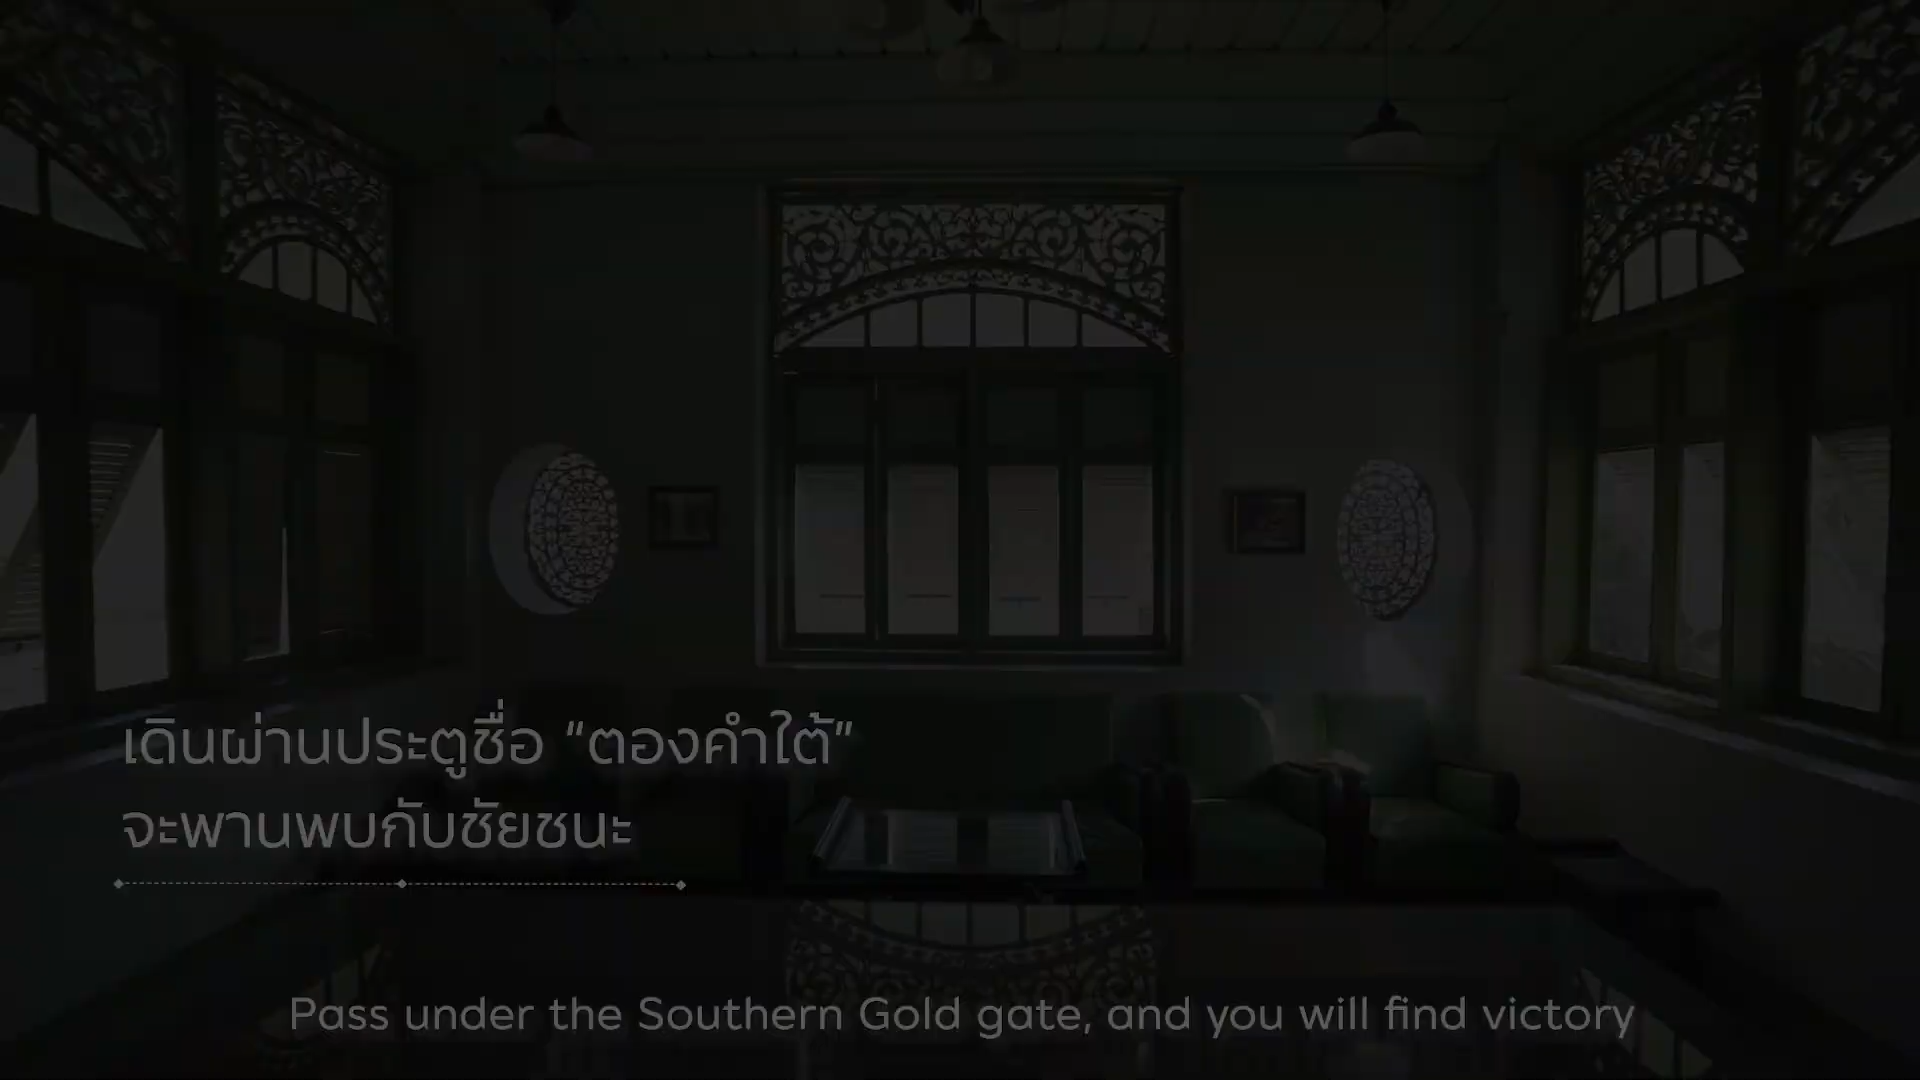 เดินผ่านประตูชื่อ “ตองคำใต้”
จะพานพบกับชัยชนะ
Pass under the Southern Gold gate, and you will find victory